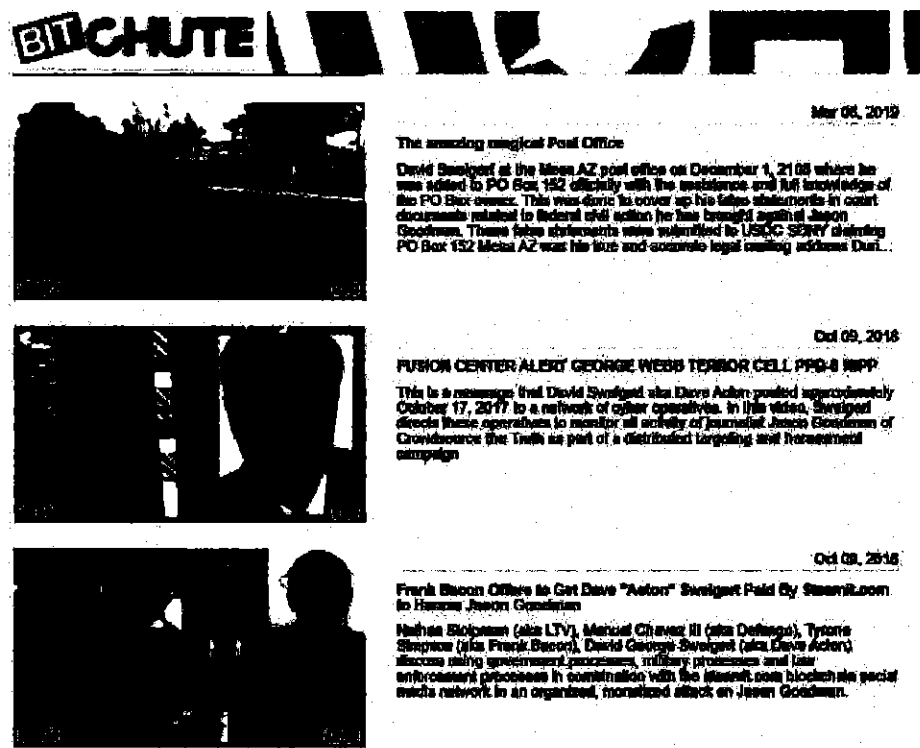 BITCHUTE
Mar 06, 2019
The amazing magical Post Office
David Sweigert at the Mesa AZ post office on December 1, 2108 where he
was added to PO Box 152 officially with the assistance and full knowledge of
the PO Box owner. This was done to cover up his false statements in court
documents related to federal civil action he has brought against Jason
Goodman. These false statements were submitted to USDC SDNY claiming
PO Box 152 Mesa AZ was his true and accurate legal mailing address Duri...
Oct 09, 2018
FUSION CENTER ALERT GEORGE WEBB TERROR CELL PPD-8 NIPP
This is a message that David Sweigert aka Dave Acton posted approximately
October 17, 2017 to a network of cyber operatives. In this video, Sweigert
directs these operatives to monitor all activity of journalist Jason Goodman of
Crowdsource the Truth as part of a distributed targeting and harassment
campaign
Oct 09, 2018
Frank Bacon Offers to Get Dave "Acton" Sweigert Paid By Steemit.com
to Harass Jason Goodman
Nathan Stolpman (aka LTV), Manuel Chavez III (aka Defango), Tyrone
Simpson (aka Frank Bacon), David George Sweigert (aka Dave Acton)
discuss using government processes, military processes and law
enforcement processes in combination with the steemit.com blockchain social
media network in an organized, monetized attack on Jason Goodman.